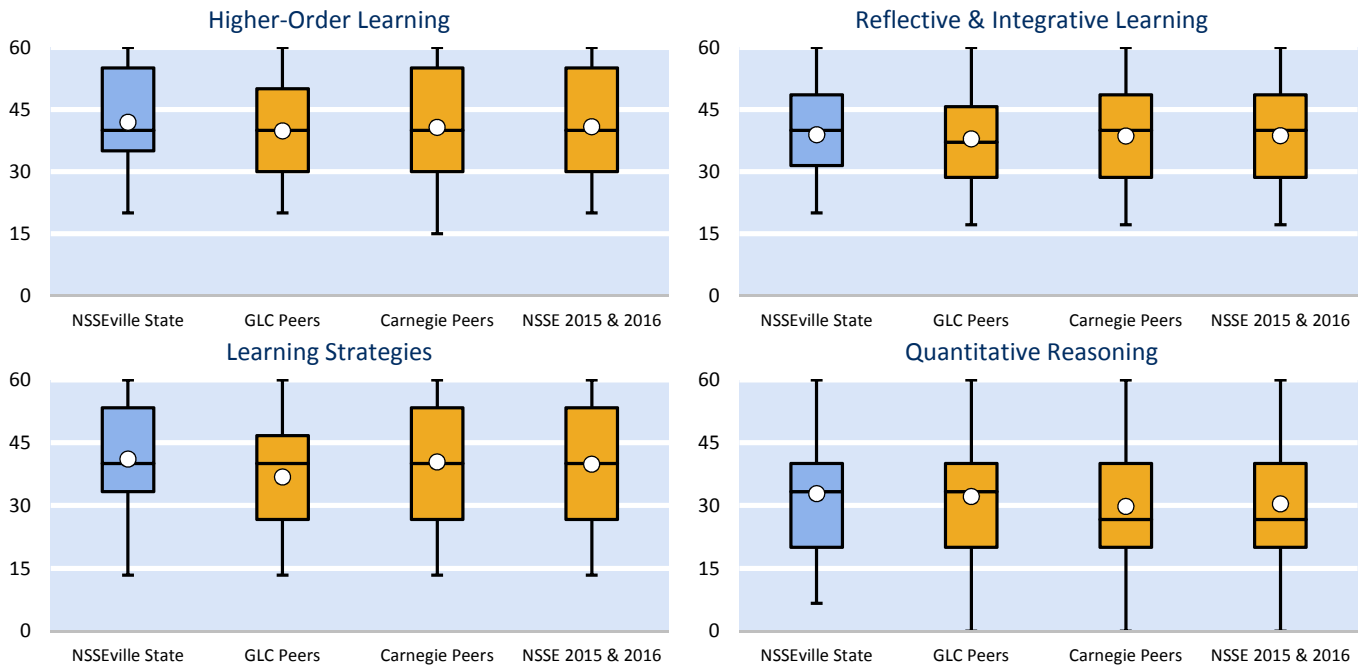 Higher-Order Learning
60
45
30
15
0
NSSEville State GLC Peers Carnegie Peers NSSE 2015 & 2016
Reflective & Integrative Learning
60
45
30
15
0
NSSEville State GLC Peers Carnegie Peers NSSE 2015 & 2016
Learning Strategies
60
45
30
15
0
NSSEville State GLC Peers Carnegie Peers NSSE 2015 & 2016
Quantitative Reasoning
60
45
30
15
0
NSSEville State GLC Peers Carnegie Peers NSSE 2015 & 2016